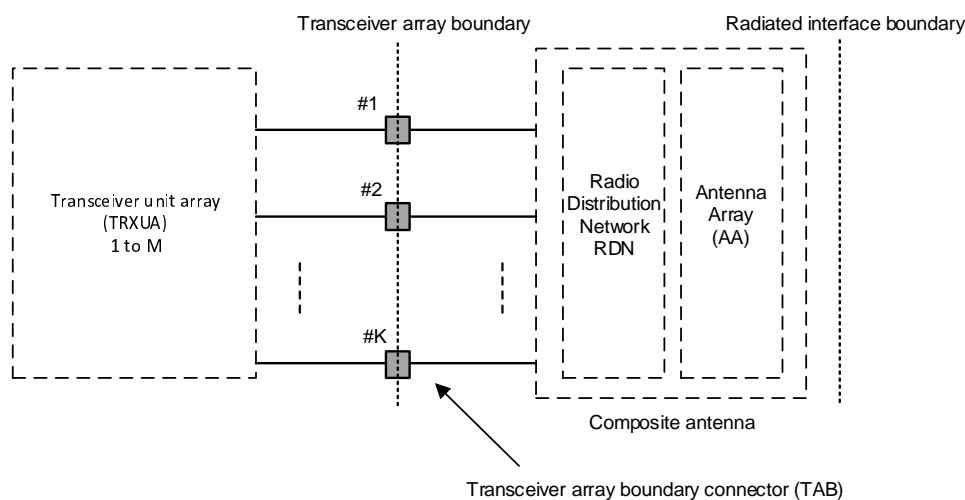 Transceiver array boundary
Radiated interface boundary
#1
#2
#K
Transceiver unit array
(TRXUA)
1 to M
Radio
Distribution
Network
RDN
Antenna
Array
(AA)
Composite antenna
Transceiver array boundary connector (TAB)